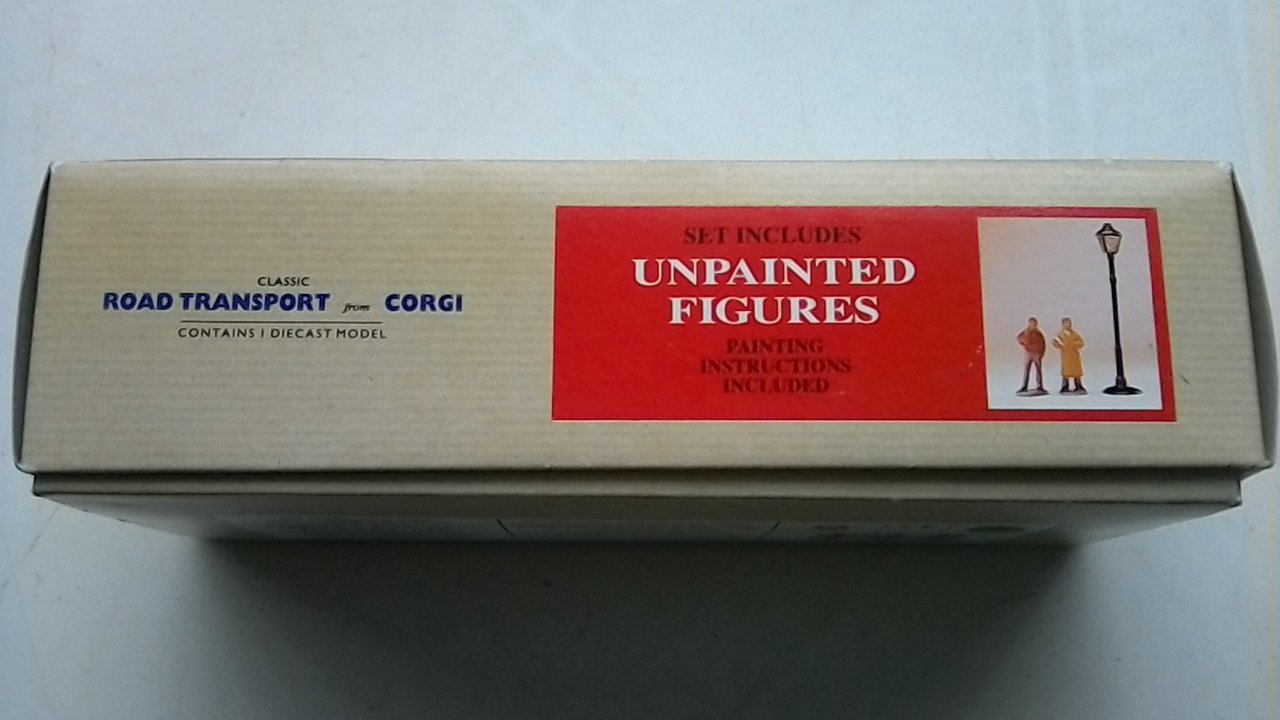 CLASSIC
ROAD TRANSPORT from CORGI
CONTAINS 1 DIECAST MODEL
SET INCLUDES
UNPAINTED
FIGURES
PAINTING
INSTRUCTIONS
INCLUDED